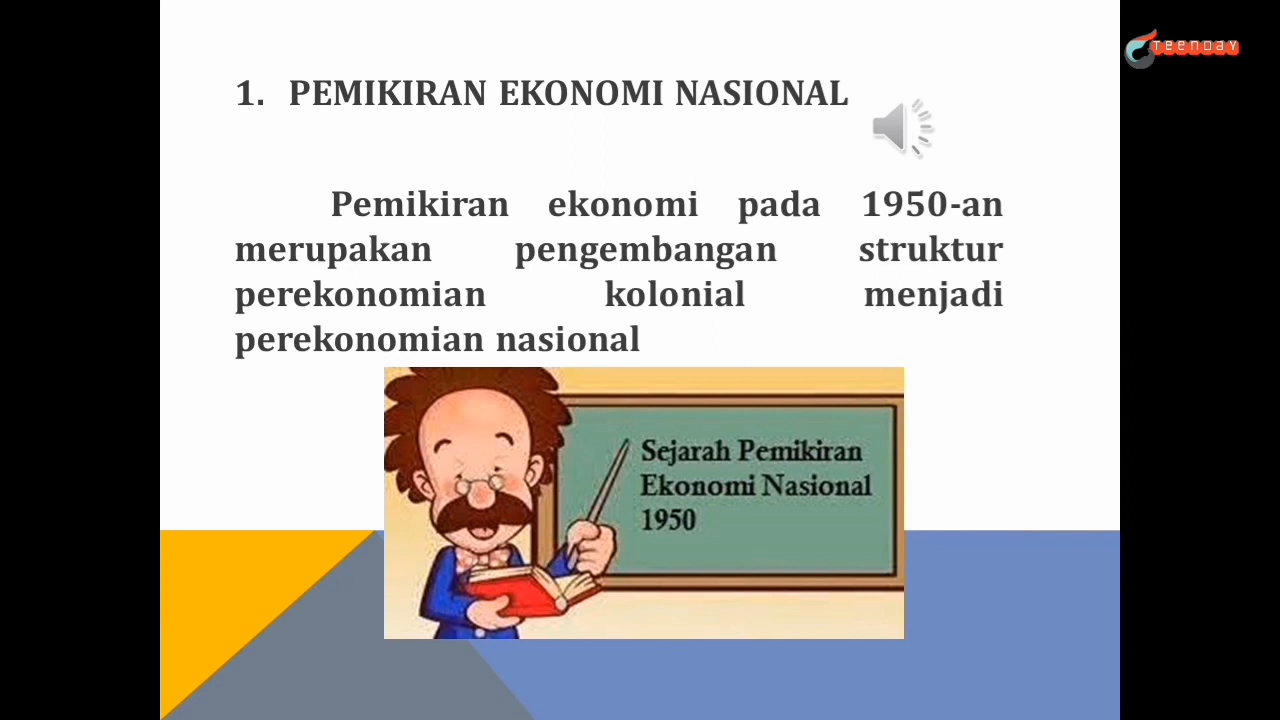 TEENDAY
1. PEMIKIRAN EKONOMI NASIONAL
Pemikiran ekonomi pada 1950-an
merupakan pengembangan struktur
perekonomian kolonial menjadi
perekonomian nasional
Sejarah Pemikiran
Ekonomi Nasional
1950